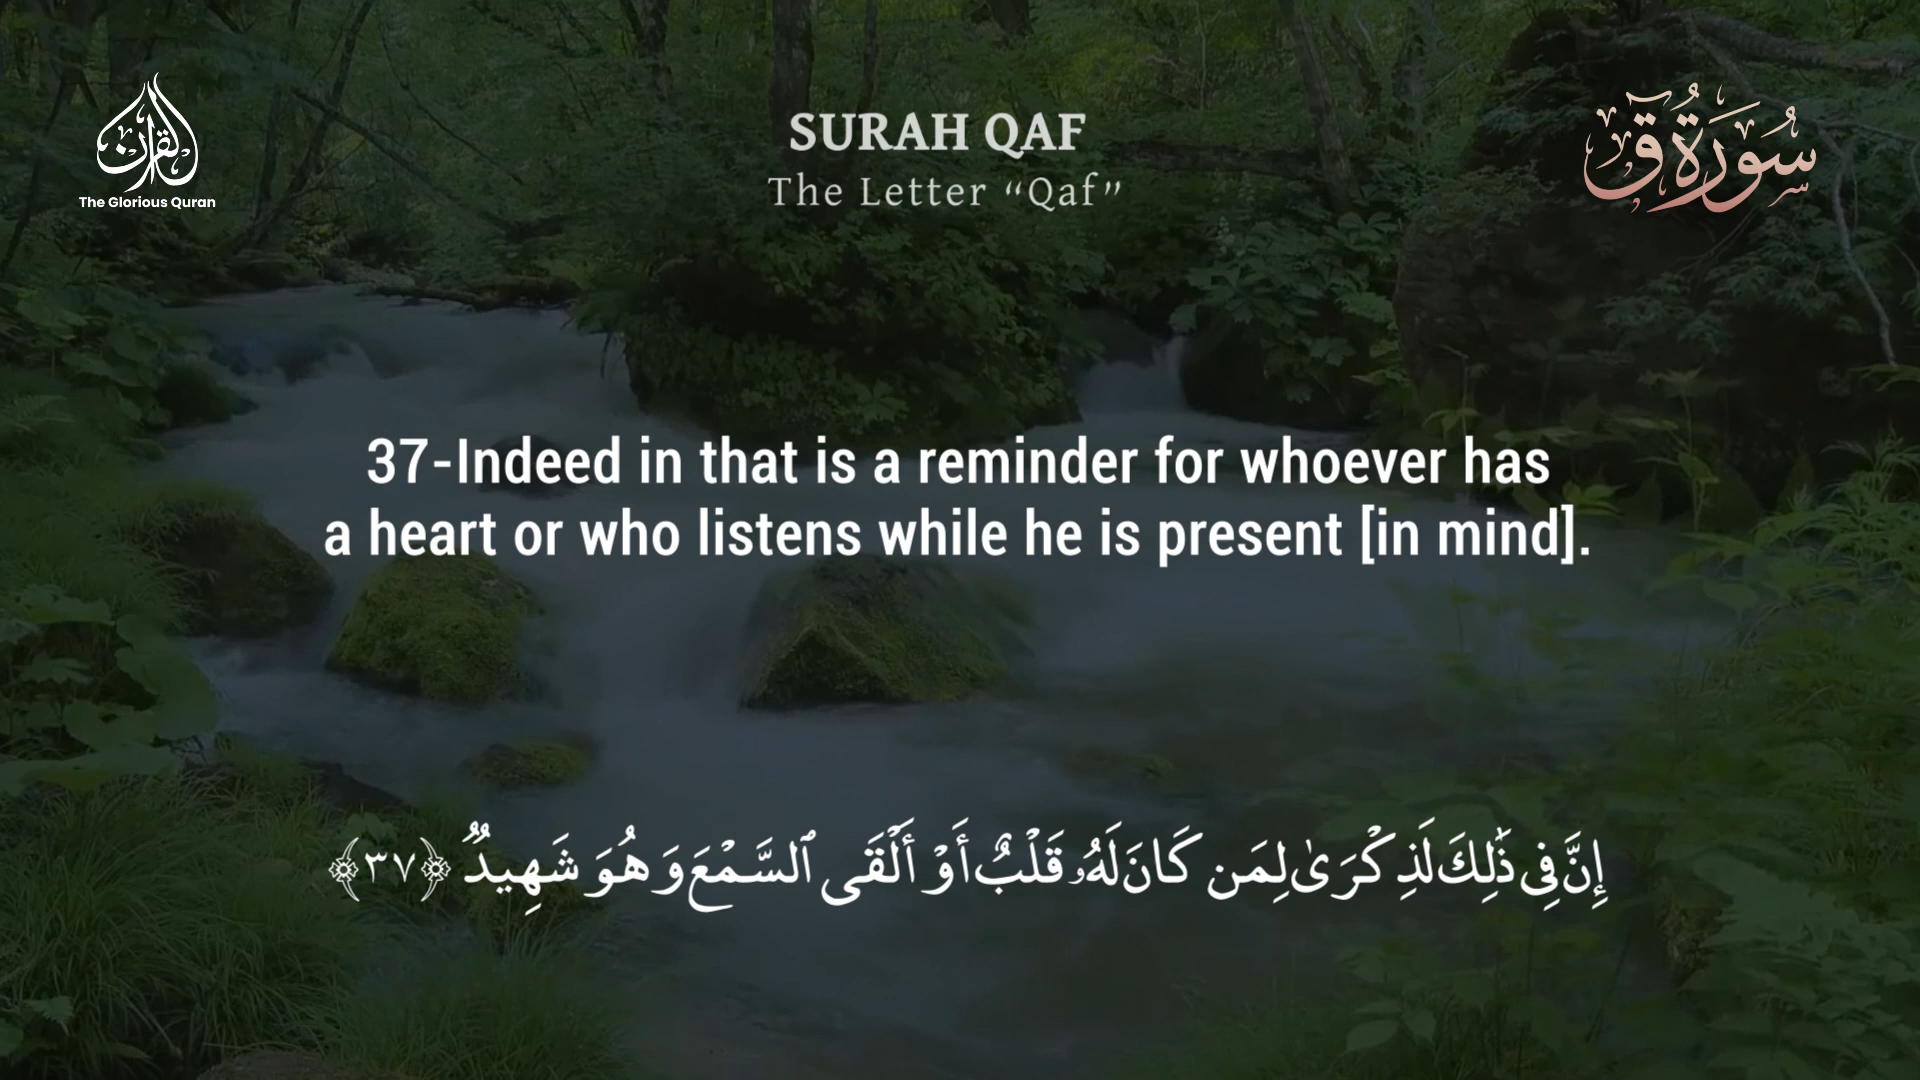 القرآن
The Glorious Quran
SURAH QAF
The Letter “Qaf”
سُورَةُ قٓ
37-Indeed in that is a reminder for whoever has
a heart or who listens while he is present [in mind].
إِنَّ فِى ذَٰلِكَ لَذِكْرَىٰ لِمَن كَانَ لَهُۥ قَلْبٌ أَوْ أَلْقَى ٱلسَّمْعَ وَهُوَ شَهِيدٌ ﴿٣٧﴾